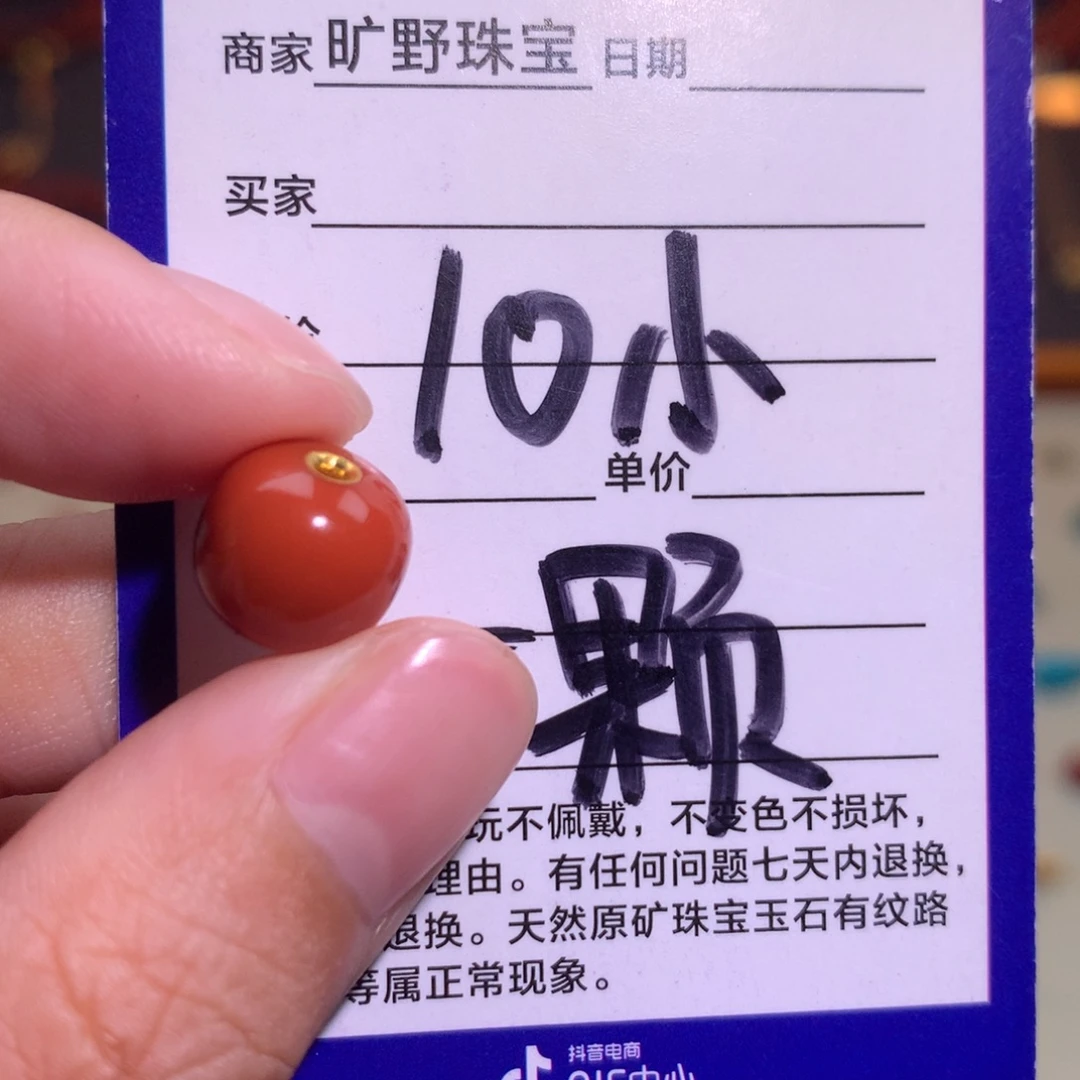 商家 旷野珠宝 日期
买家
10小
单价
颗
玩不佩戴，不变色不损坏，
理由。有任何问题七天内退换，
退换。天然原矿珠宝玉石有纹路
等属正常现象。
抖音电商